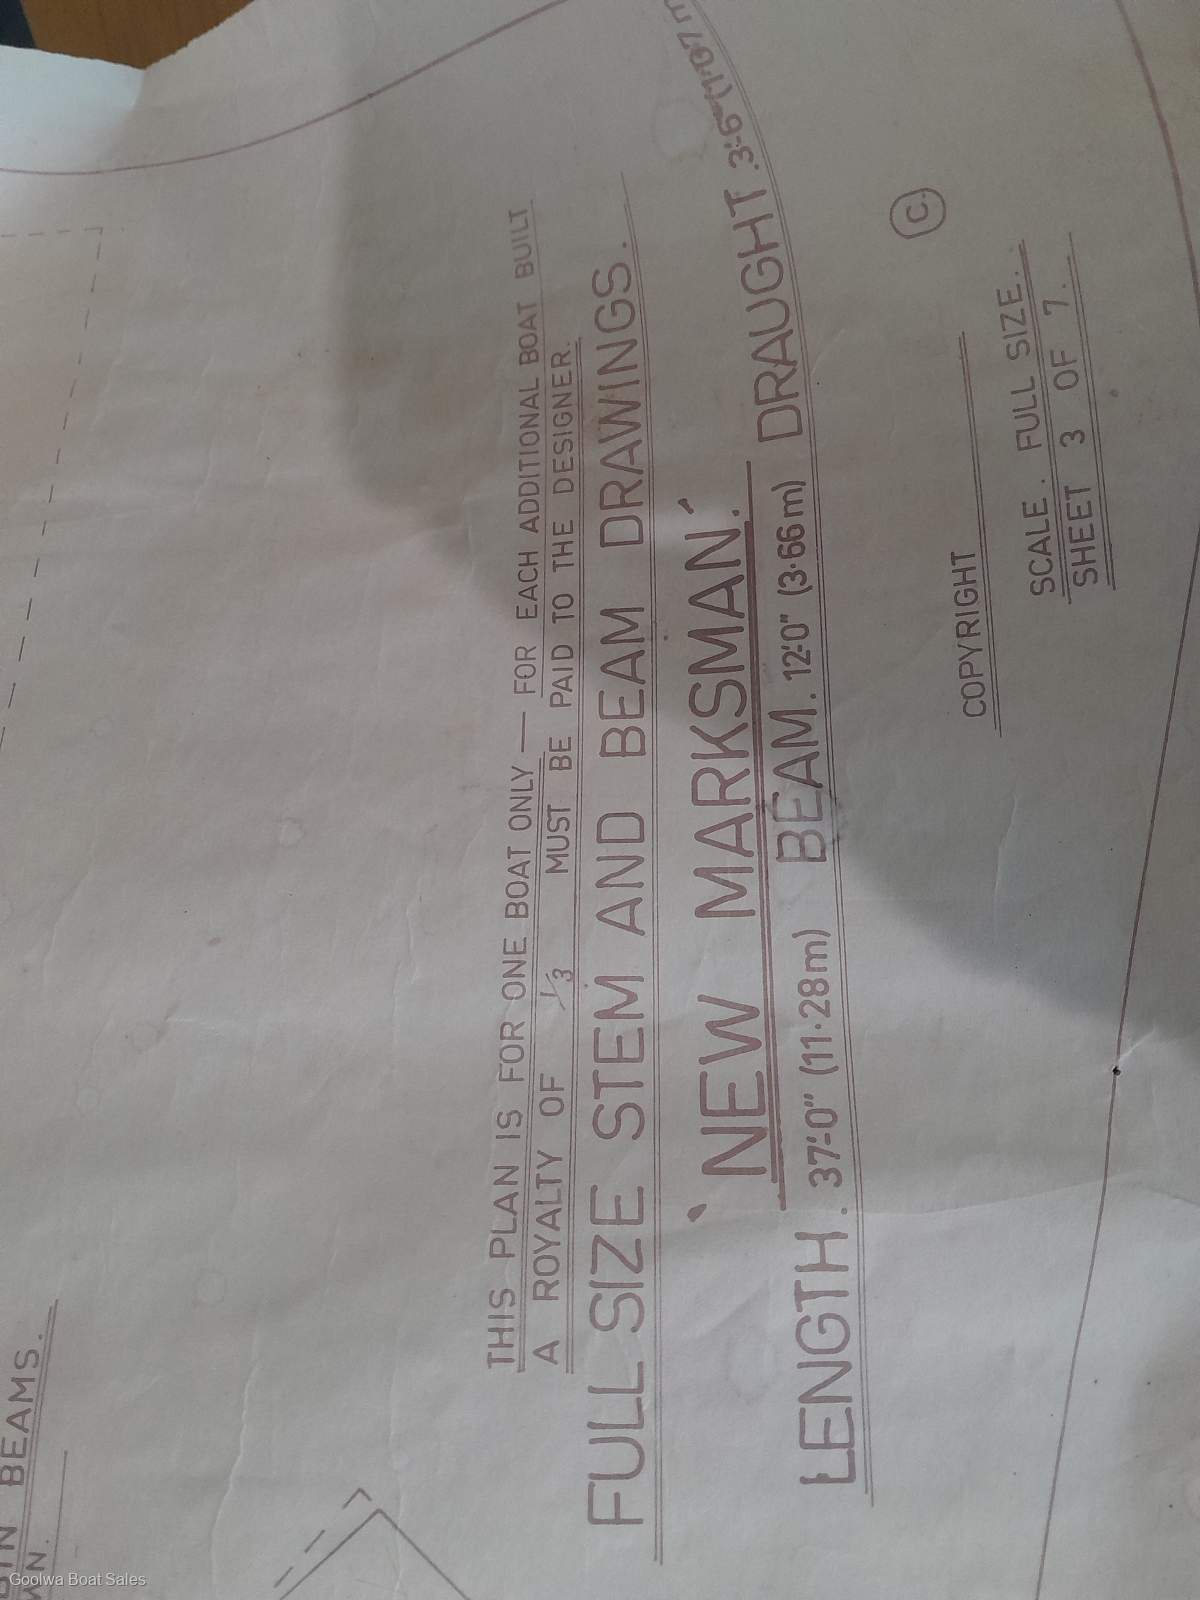 THIS PLAN IS FOR ONE BOAT ONLY — FOR EACH ADDITIONAL BOAT BUILT
A ROYALTY OF 1/3 MUST BE PAID TO THE DESIGNER.
FULL SIZE STEM AND BEAM DRAWINGS.
'NEW MARKSMAN.'
LENGTH. 37'-0" (11·28m) BEAM. 12'-0" (3·66m) DRAUGHT 3'-6" (1·07 m
COPYRIGHT C.
SCALE. FULL SIZE.
SHEET 3 OF 7.
BEAMS.
Goolwa Boat Sales